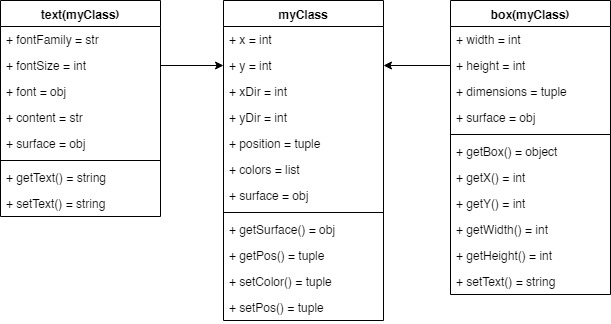 text(myClass)
+ fontFamily = str
+ fontSize = int
+ font = obj
+ content = str
+ surface = obj
+ getText() = string
+ setText() = string
myClass
+ x = int
+ y = int
+ xDir = int
+ yDir = int
+ position = tuple
+ colors = list
+ surface = obj
+ getSurface() = obj
+ getPos() = tuple
+ setColor() = tuple
+ setPos() = tuple
box(myClass)
+ width = int
+ height = int
+ dimensions = tuple
+ surface = obj
+ getBox() = object
+ getX() = int
+ getY() = int
+ getWidth() = int
+ getHeight() = int
+ setText() = string